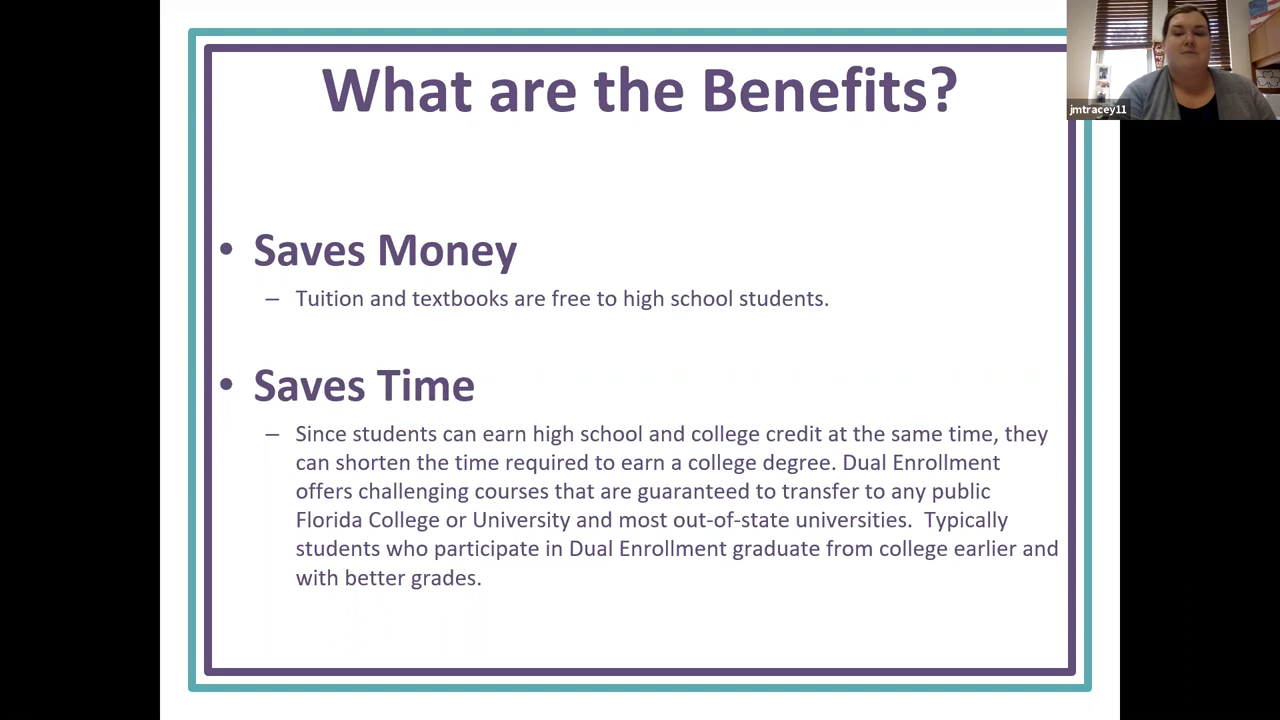 What are the Benefits?
jmtracey11
• Saves Money
– Tuition and textbooks are free to high school students.
• Saves Time
– Since students can earn high school and college credit at the same time, they
can shorten the time required to earn a college degree. Dual Enrollment
offers challenging courses that are guaranteed to transfer to any public
Florida College or University and most out-of-state universities.  Typically
students who participate in Dual Enrollment graduate from college earlier and
with better grades.